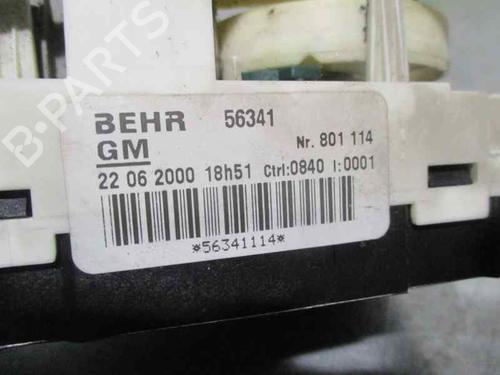 BEHR 56341
GM Nr. 801 114
22 06 2000 18h51 Ctrl:0840 I:0001
*56341114*
B-PARTS